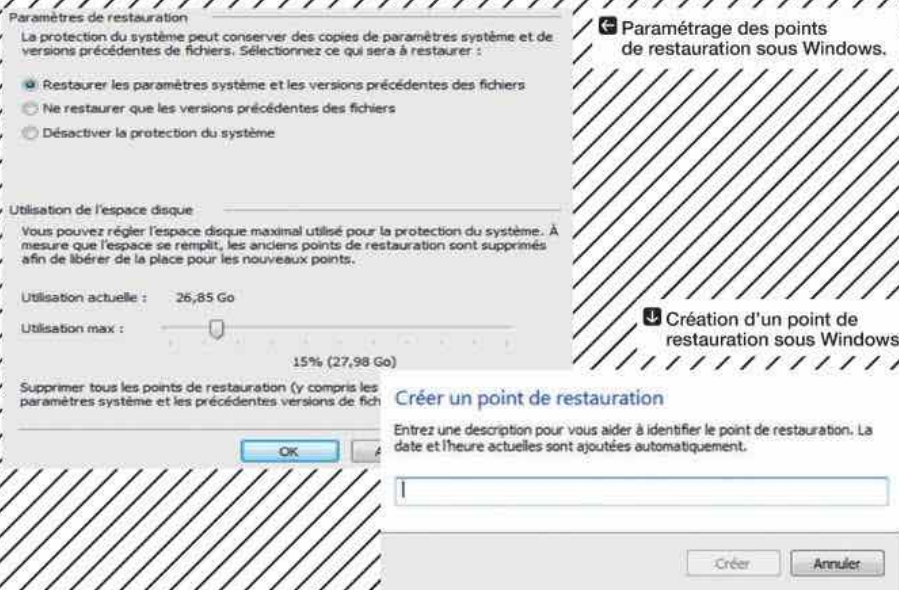 Paramètres de restauration
La protection du système peut conserver des copies de paramètres système et de
versions précédentes de fichiers. Sélectionnez ce qui sera à restaurer :
Restaurer les paramètres système et les versions précédentes des fichiers
Ne restaurer que les versions précédentes des fichiers
Désactiver la protection du système
Utilisation de l'espace disque
Vous pouvez régler l'espace disque maximal utilisé pour la protection du système. À
mesure que l'espace se remplit, les anciens points de restauration sont supprimés
afin de libérer de la place pour les nouveaux points.
Utilisation actuelle : 26,85 Go
Utilisation max :
15% (27,98 Go)
Supprimer tous les points de restauration (y compris les
paramètres système et les précédentes versions de fich
OK A
Paramétrage des points
de restauration sous Windows.
Création d'un point de
restauration sous Windows
Créer un point de restauration
Entrez une description pour vous aider à identifier le point de restauration. La
date et l'heure actuelles sont ajoutées automatiquement.
Créer Annuler